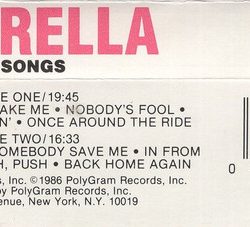 RELLA
SONGS
E ONE/19:45
AKE ME • NOBODY'S FOOL •
N' • ONCE AROUND THE RIDE
E TWO/16:33
OMEBODY SAVE ME • IN FROM
H, PUSH • BACK HOME AGAIN
s, Inc. ©1986 PolyGram Records, Inc.
by PolyGram Records, Inc.
venue, New York, N.Y. 10019
0